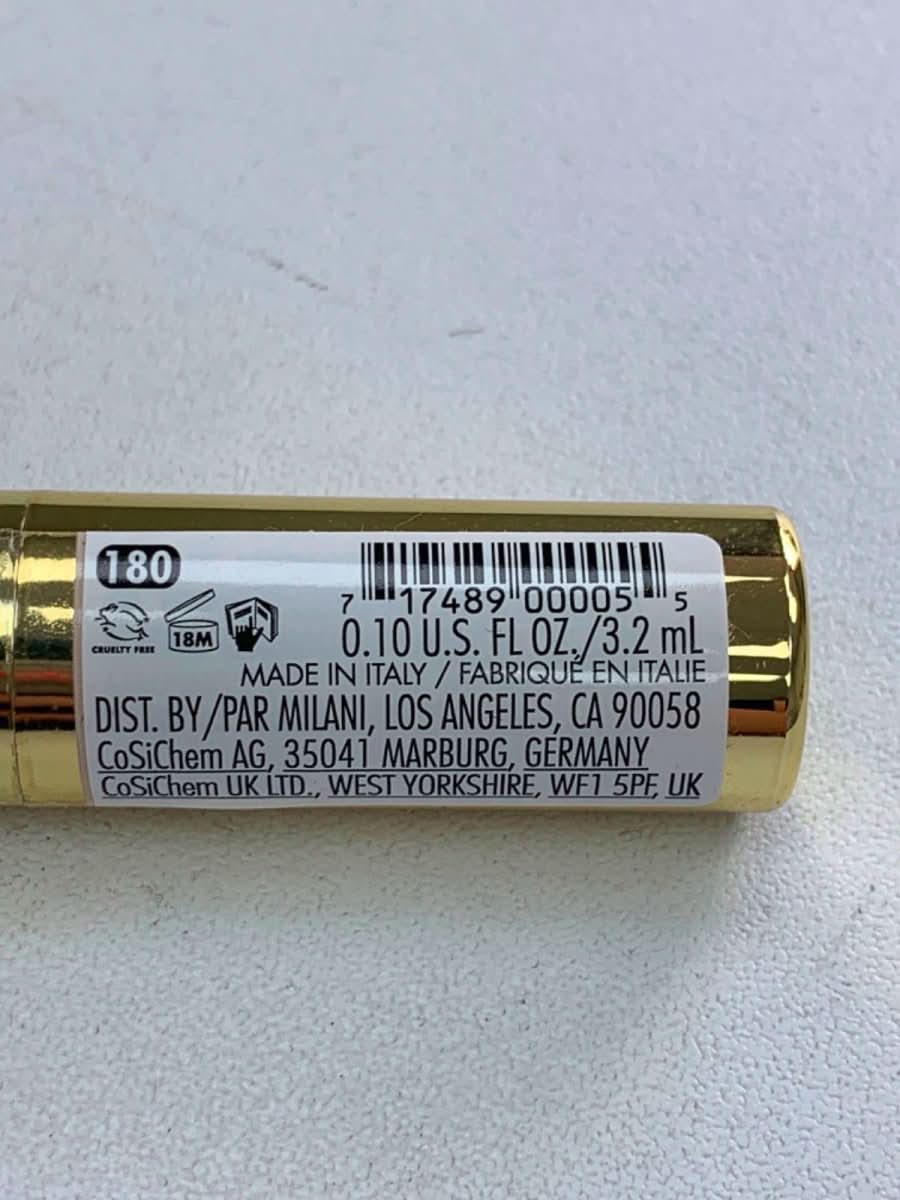 180
CRUELTY FREE
18M
7 17489 00005 5
0.10 U.S. FL OZ./3.2 mL
MADE IN ITALY / FABRIQUÉ EN ITALIE
DIST. BY/PAR MILANI, LOS ANGELES, CA 90058
CoSiChem AG, 35041 MARBURG, GERMANY
CoSiChem UK LTD., WEST YORKSHIRE, WF1 5PF, UK